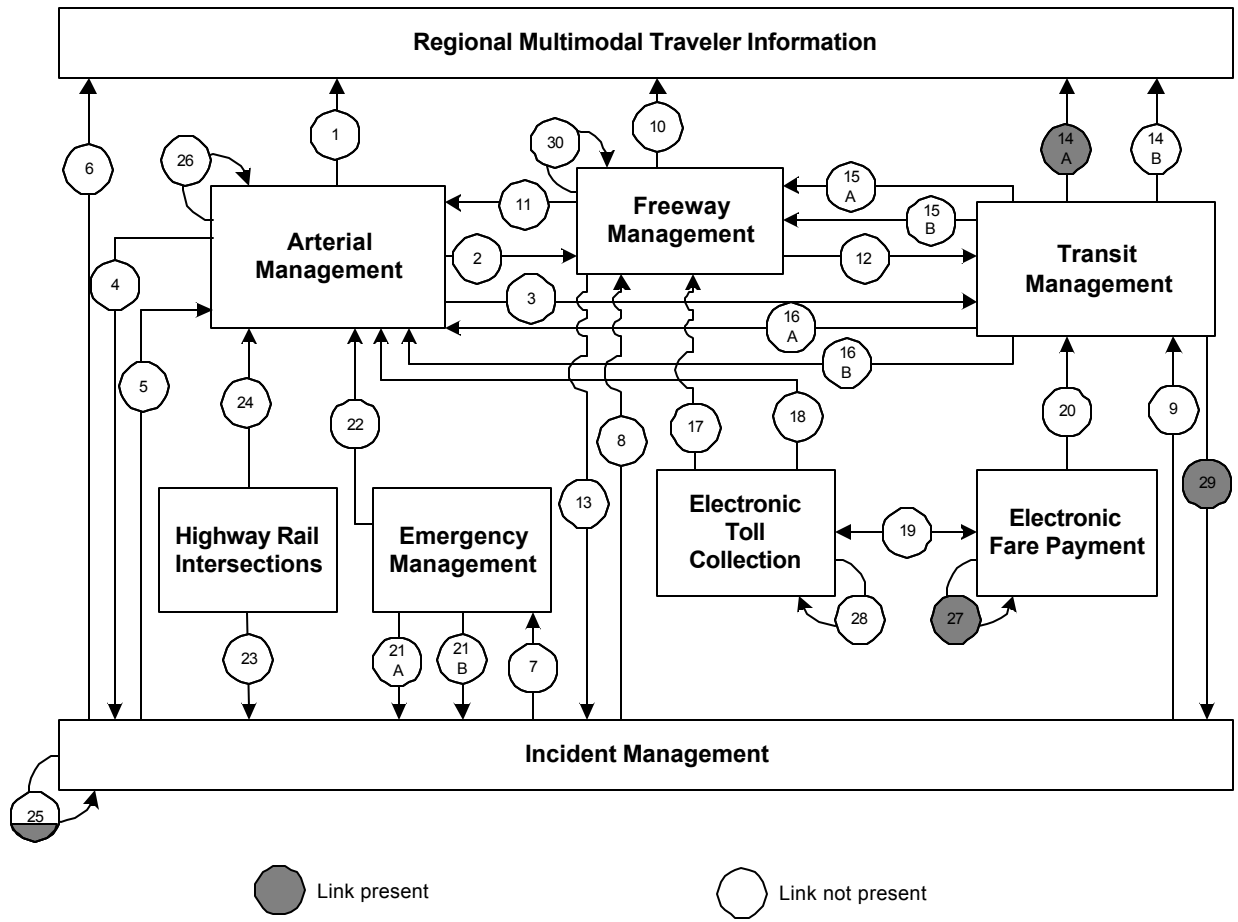 Regional Multimodal Traveler Information
1
10
14
A
14
B
6
26
30
15
A
11
15
B
Arterial
Management
Freeway
Management
Transit
Management
2
12
4
3
16
A
16
B
5
24
22
17
18
20
9
8
13
29
Highway Rail
Intersections
Emergency
Management
Electronic
Toll
Collection
19
Electronic
Fare Payment
28
27
23
21
A
21
B
7
Incident Management
25
Link present
Link not present